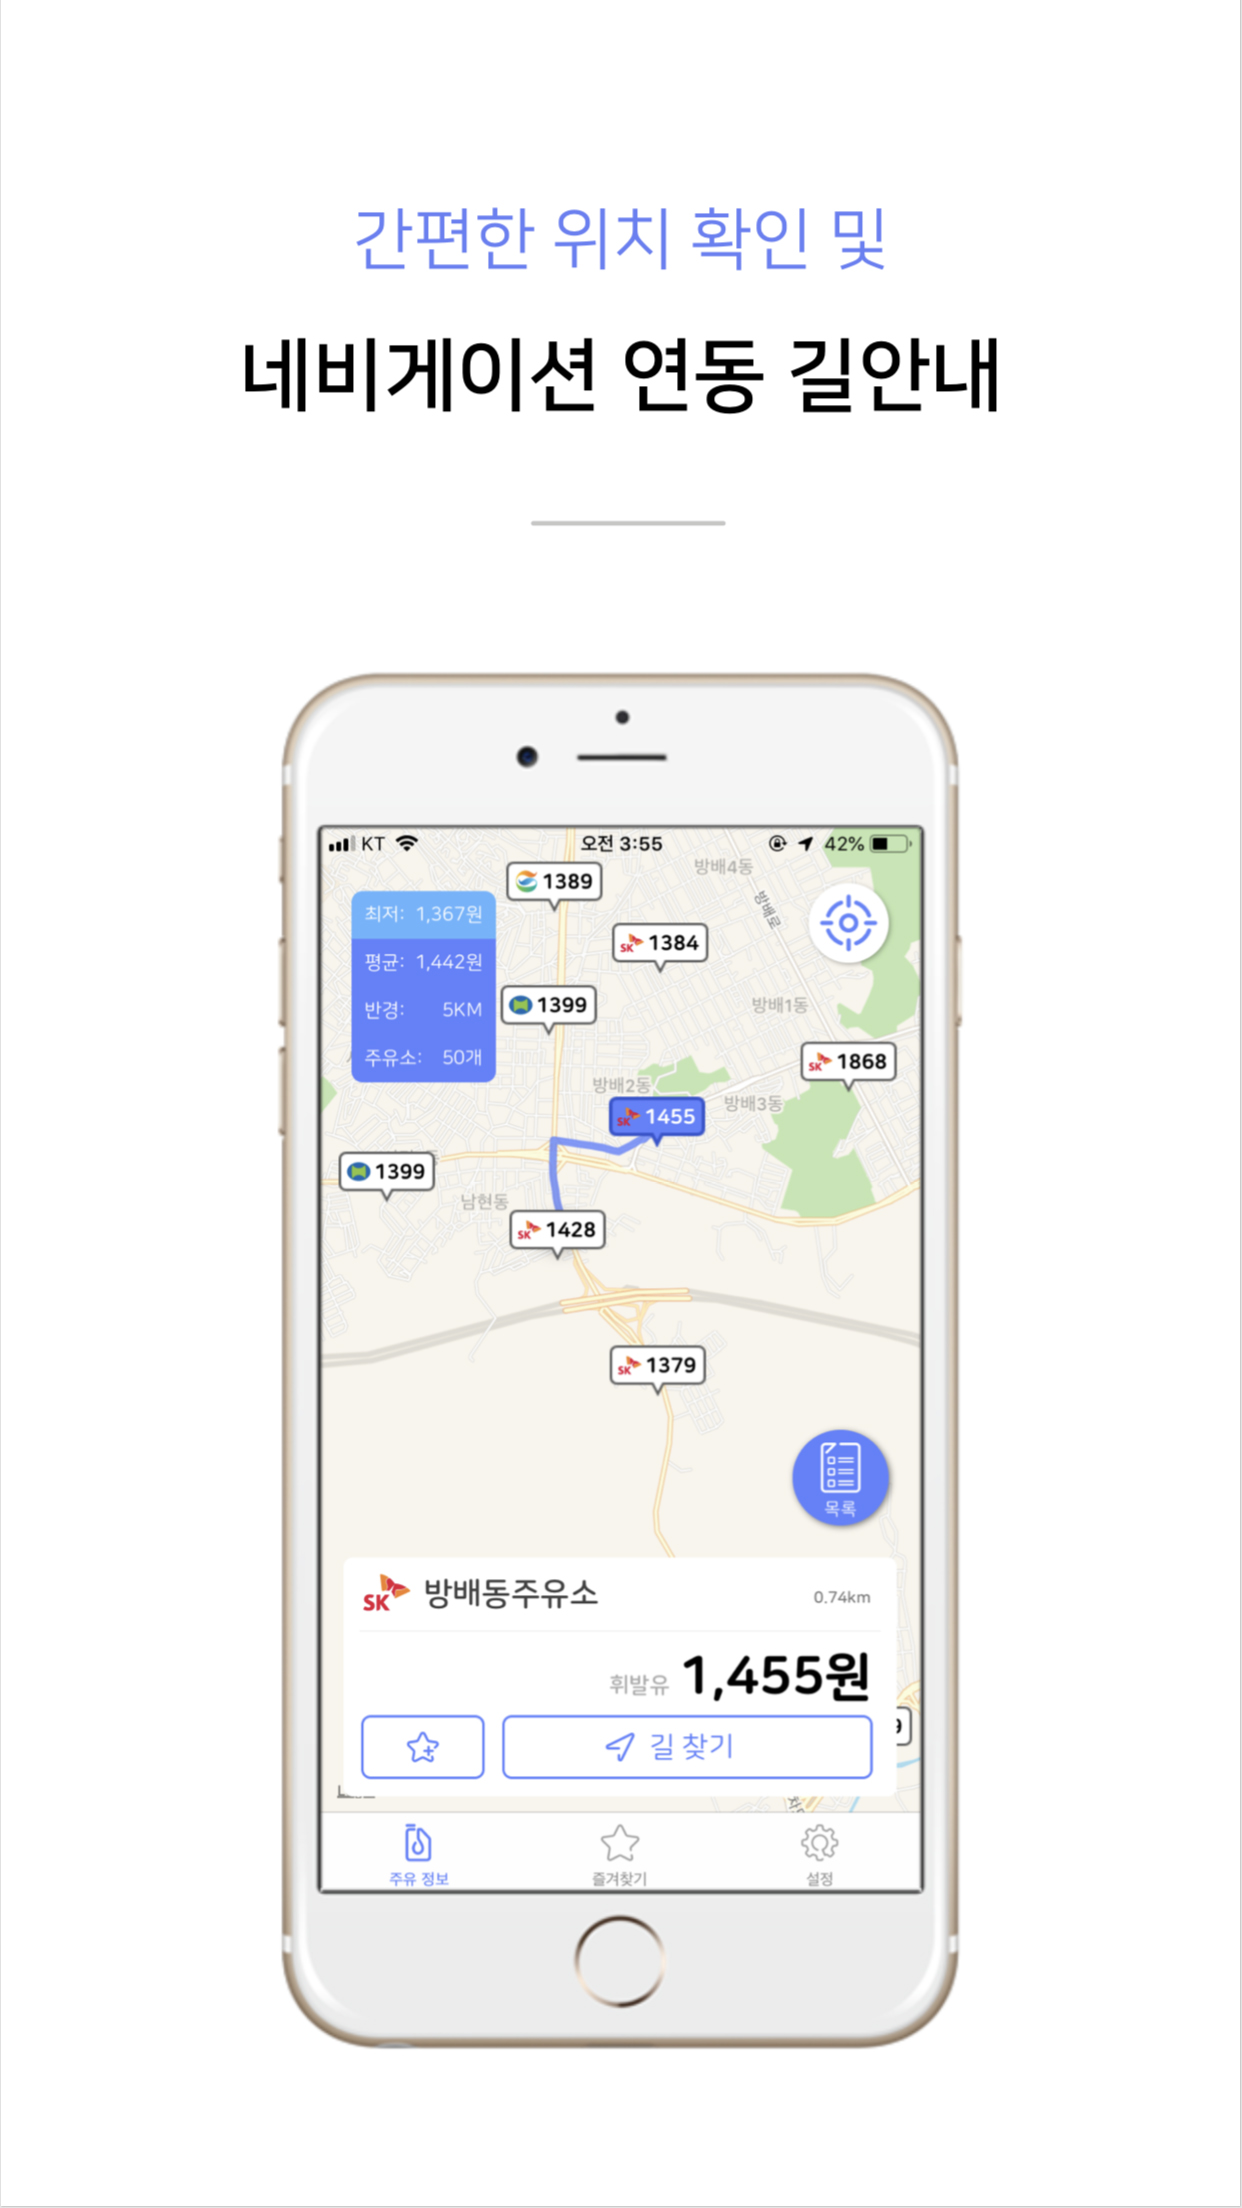 간편한 위치 확인 및
네비게이션 연동 길안내
KT 오전 3:55 42%
방배4동
1389
최저: 1,367원
방배로
SK 1384
평균: 1,442원
방배1동
반경: 5KM
1399
주유소: 50개
SK 1868
방배2동
방배3동
SK 1455
1399
남현동
SK 1428
SK 1379
목록
SK 방배동주유소 0.74km
휘발유 1,455원
길 찾기
주유 정보 즐겨찾기 설정